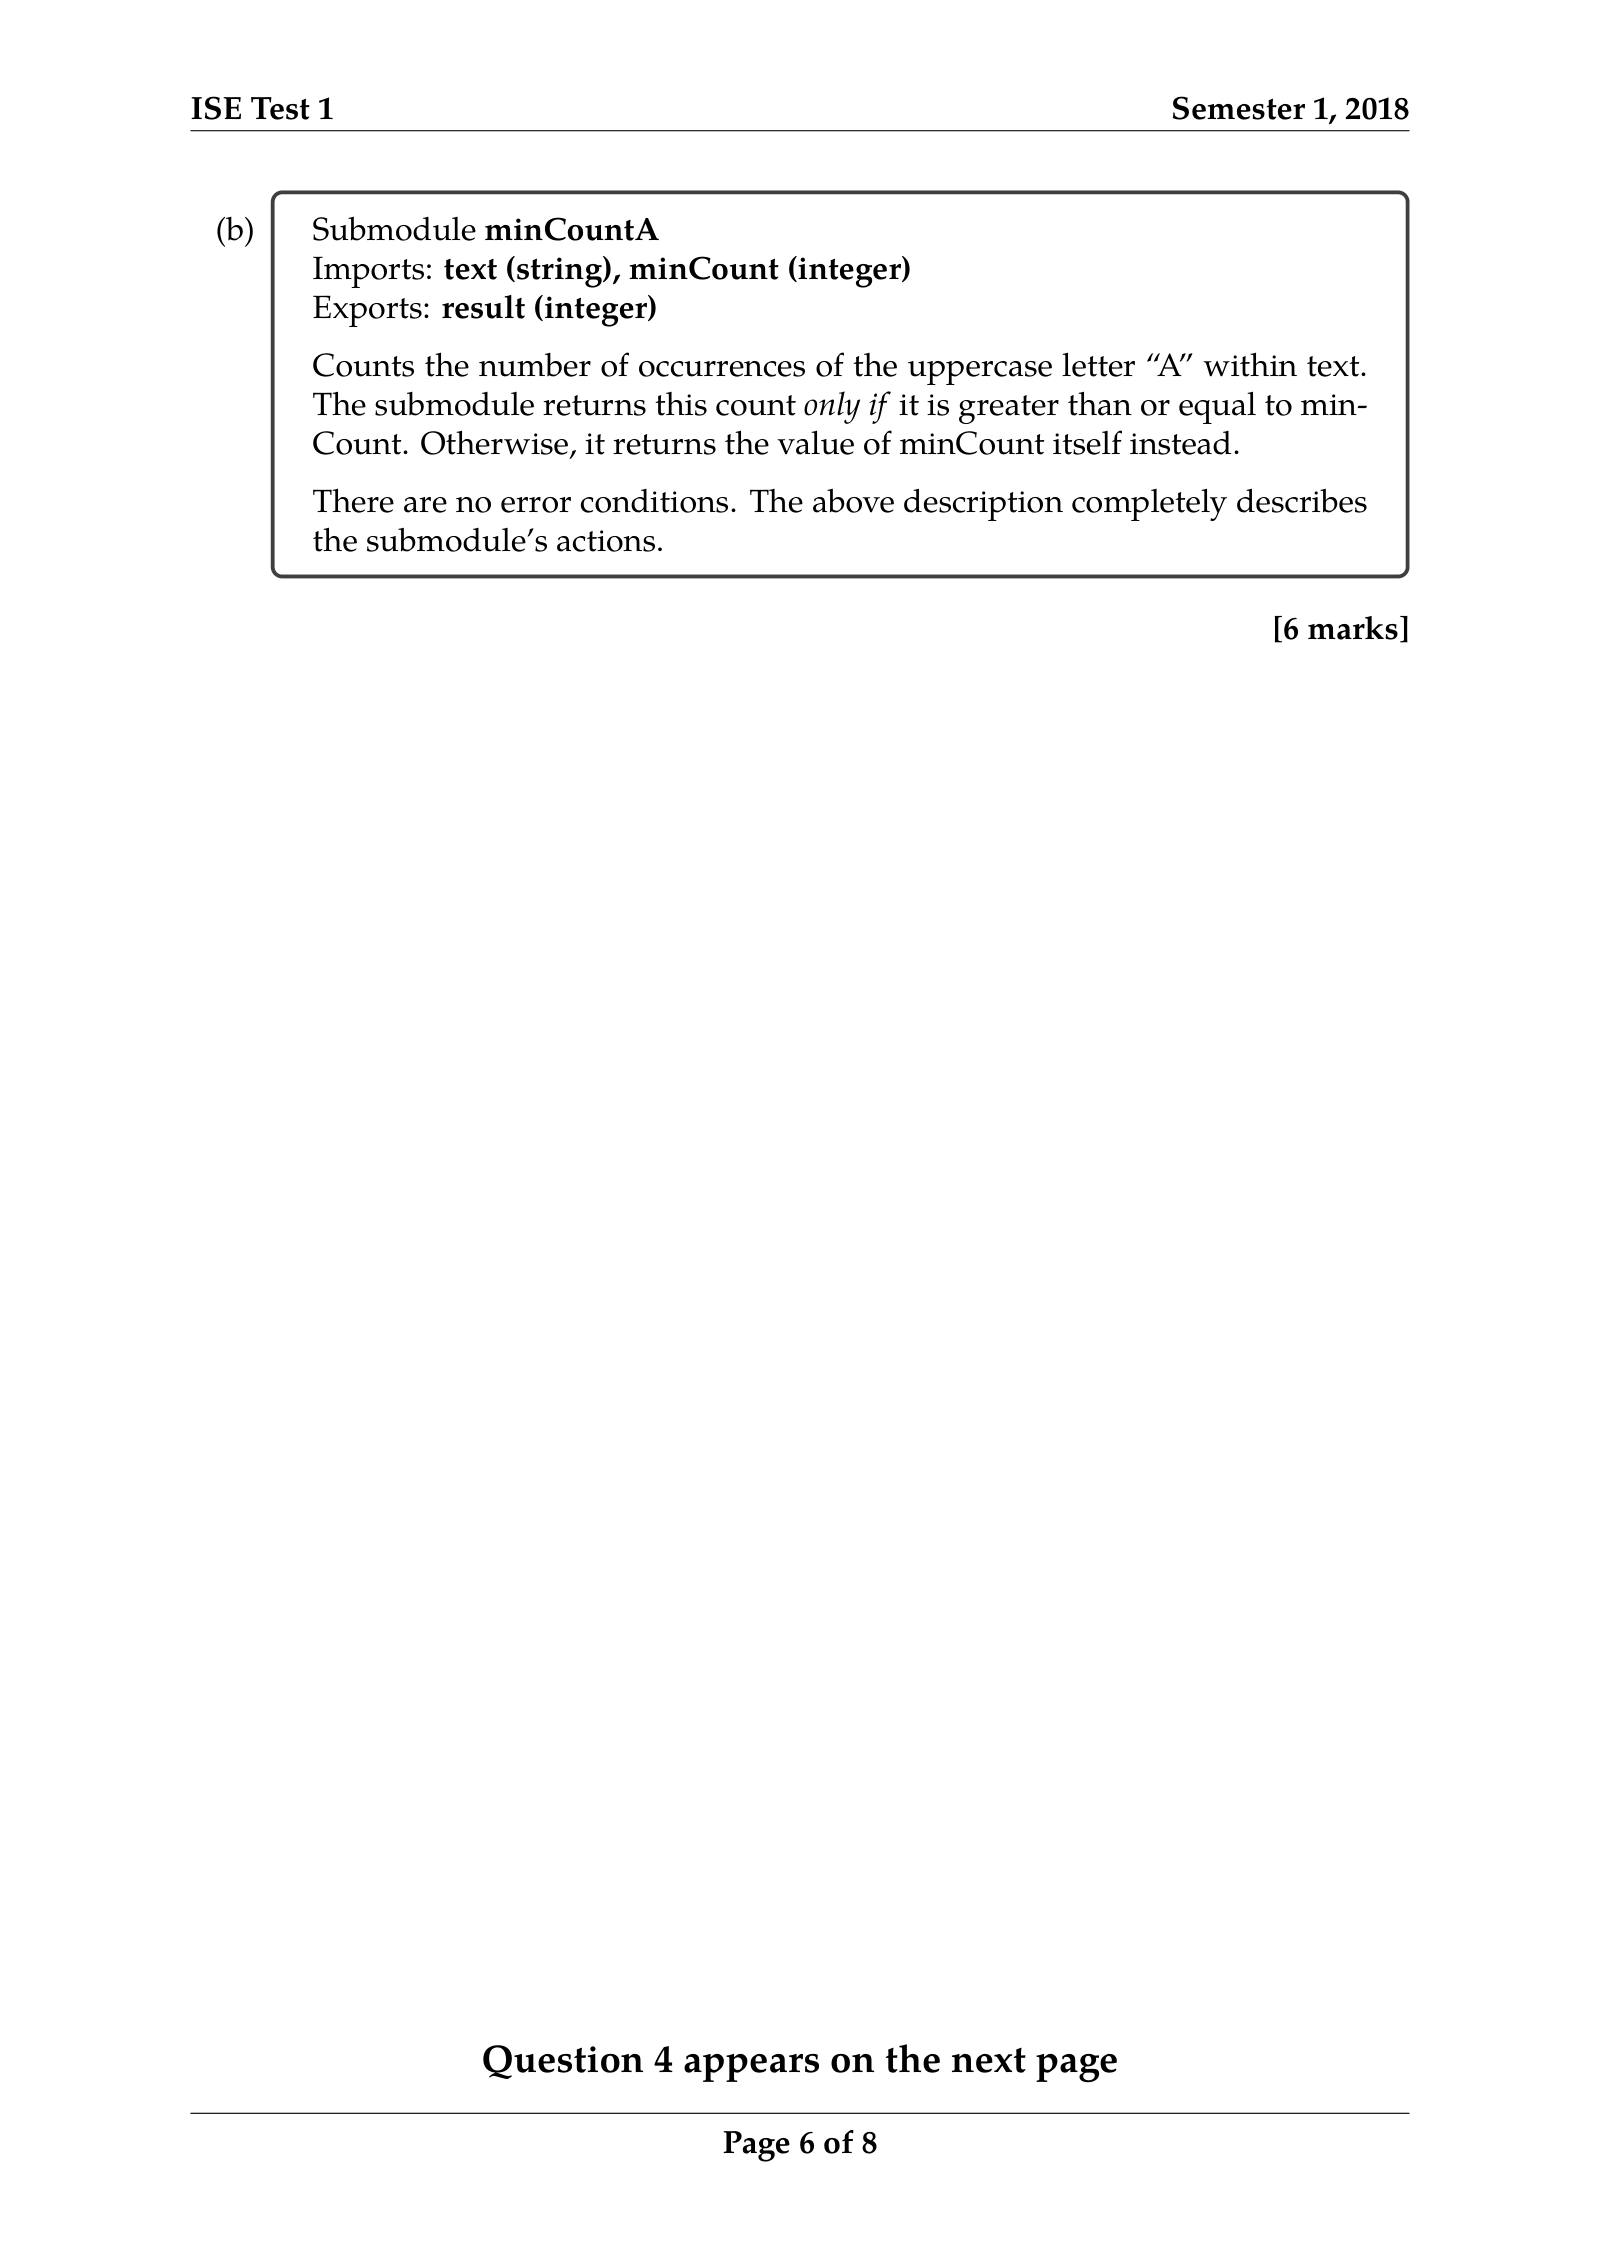 ISE Test 1 Semester 1, 2018
(b) Submodule minCountA
Imports: text (string), minCount (integer)
Exports: result (integer)
Counts the number of occurrences of the uppercase letter “A” within text.
The submodule returns this count only if it is greater than or equal to min-
Count. Otherwise, it returns the value of minCount itself instead.
There are no error conditions. The above description completely describes
the submodule’s actions.
[6 marks]
Question 4 appears on the next page
Page 6 of 8